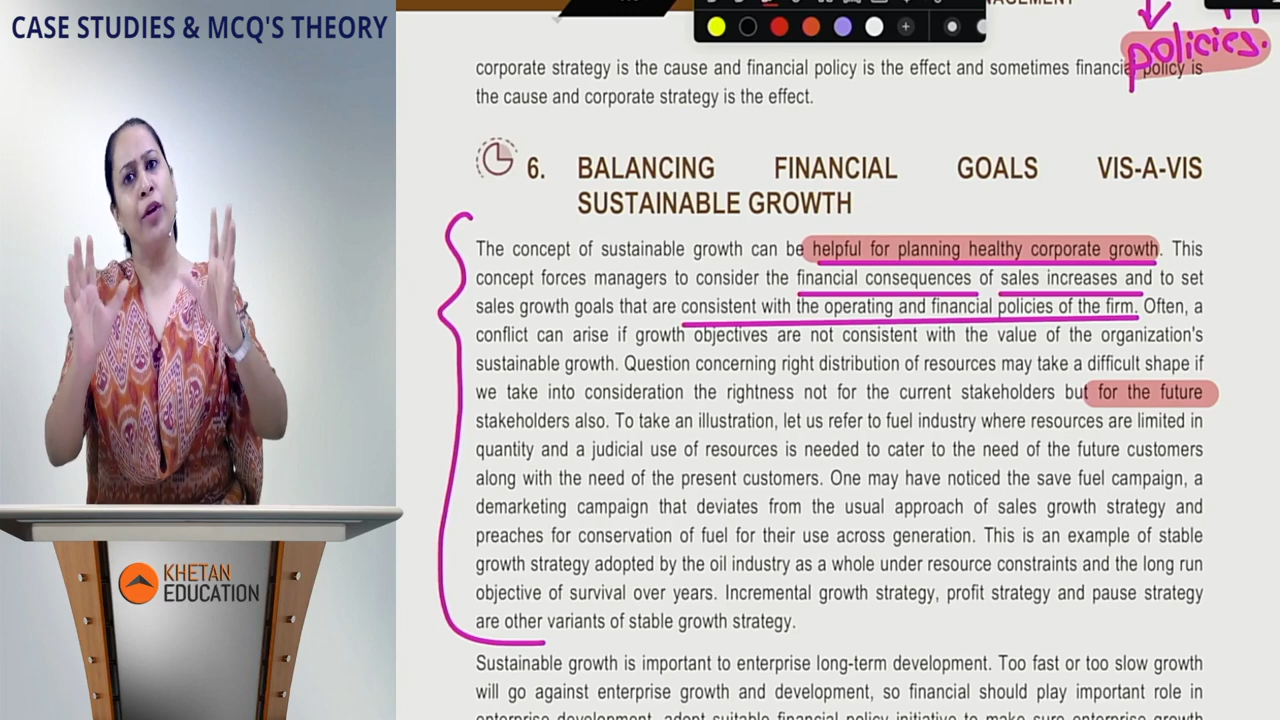 CASE STUDIES & MCQ'S THEORY
policies.
corporate strategy is the cause and financial policy is the effect and sometimes financial policy is
the cause and corporate strategy is the effect.
6. BALANCING FINANCIAL GOALS VIS-A-VIS
SUSTAINABLE GROWTH
The concept of sustainable growth can be helpful for planning healthy corporate growth. This
concept forces managers to consider the financial consequences of sales increases and to set
sales growth goals that are consistent with the operating and financial policies of the firm. Often, a
conflict can arise if growth objectives are not consistent with the value of the organization's
sustainable growth. Question concerning right distribution of resources may take a difficult shape if
we take into consideration the rightness not for the current stakeholders but for the future
stakeholders also. To take an illustration, let us refer to fuel industry where resources are limited in
quantity and a judicial use of resources is needed to cater to the need of the future customers
along with the need of the present customers. One may have noticed the save fuel campaign, a
demarketing campaign that deviates from the usual approach of sales growth strategy and
preaches for conservation of fuel for their use across generation. This is an example of stable
growth strategy adopted by the oil industry as a whole under resource constraints and the long run
objective of survival over years. Incremental growth strategy, profit strategy and pause strategy
are other variants of stable growth strategy.
Sustainable growth is important to enterprise long-term development. Too fast or too slow growth
will go against enterprise growth and development, so financial should play important role in
enterprise development, adopt suitable financial policy initiative to make sure enterprise growth
KHETAN
EDUCATION